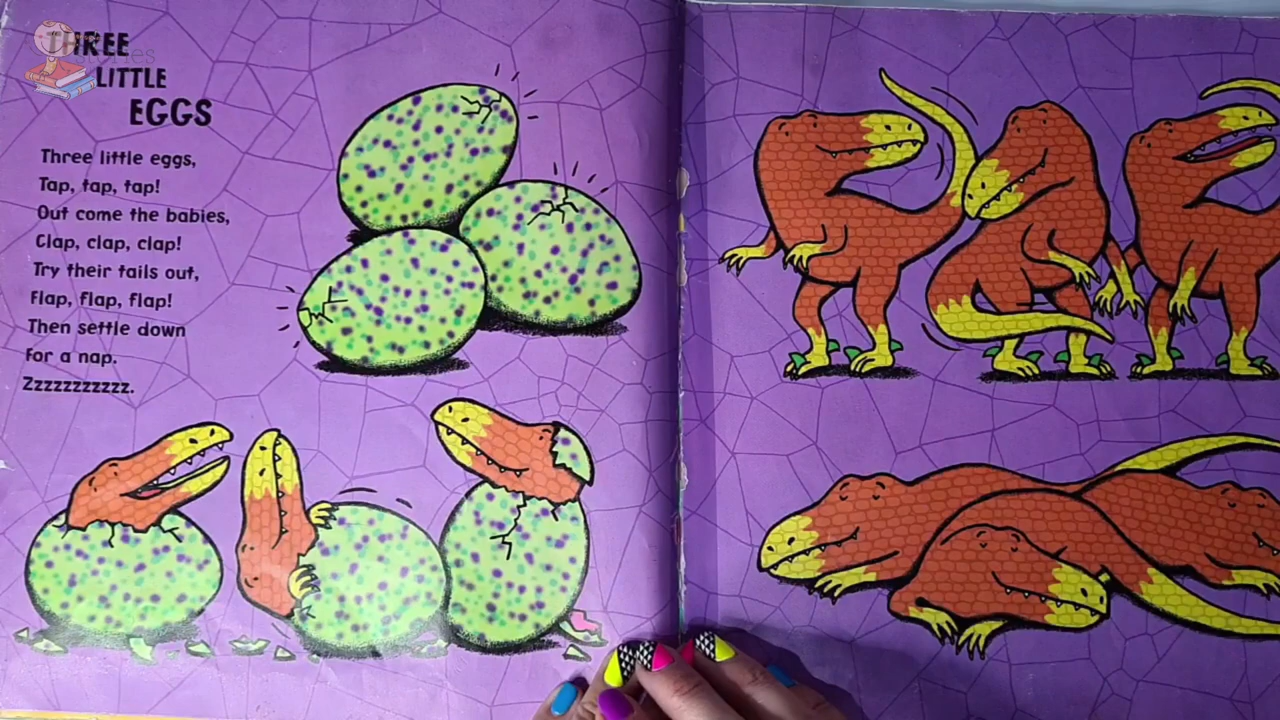 THREE
LITTLE
EGGS
Three little eggs,
Tap, tap, tap!
Out come the babies,
Clap, clap, clap!
Try their tails out,
Flap, flap, flap!
Then settle down
For a nap.
Zzzzzzzzzzz.
stories